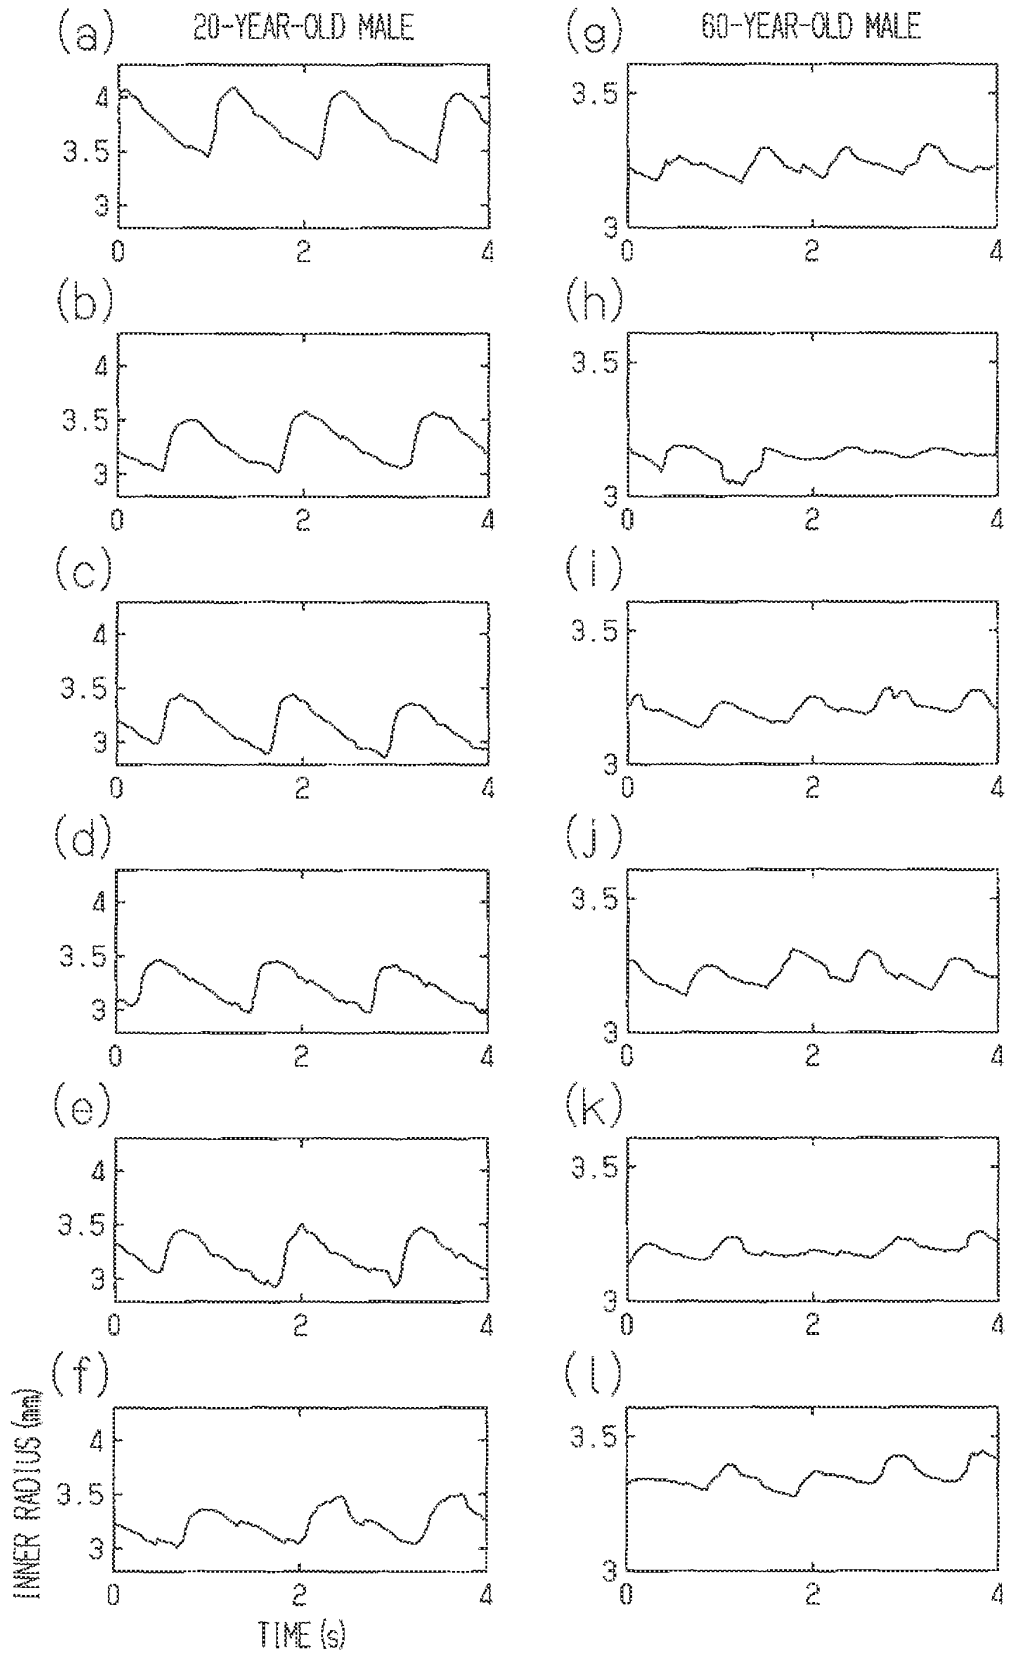 (a) 20-YEAR-OLD MALE
4
3.5
3
0 2 4
(b)
4
3.5
3
0 2 4
(c)
4
3.5
3
0 2 4
(d)
4
3.5
3
0 2 4
(e)
4
3.5
3
0 2 4
(f)
4
3.5
3
0 2 4
INNER RADIUS (mm)
TIME (s)
(g) 60-YEAR-OLD MALE
3.5
3
0 2 4
(h)
3.5
3
0 2 4
(i)
3.5
3
0 2 4
(j)
3.5
3
0 2 4
(k)
3.5
3
0 2 4
(l)
3.5
3
0 2 4